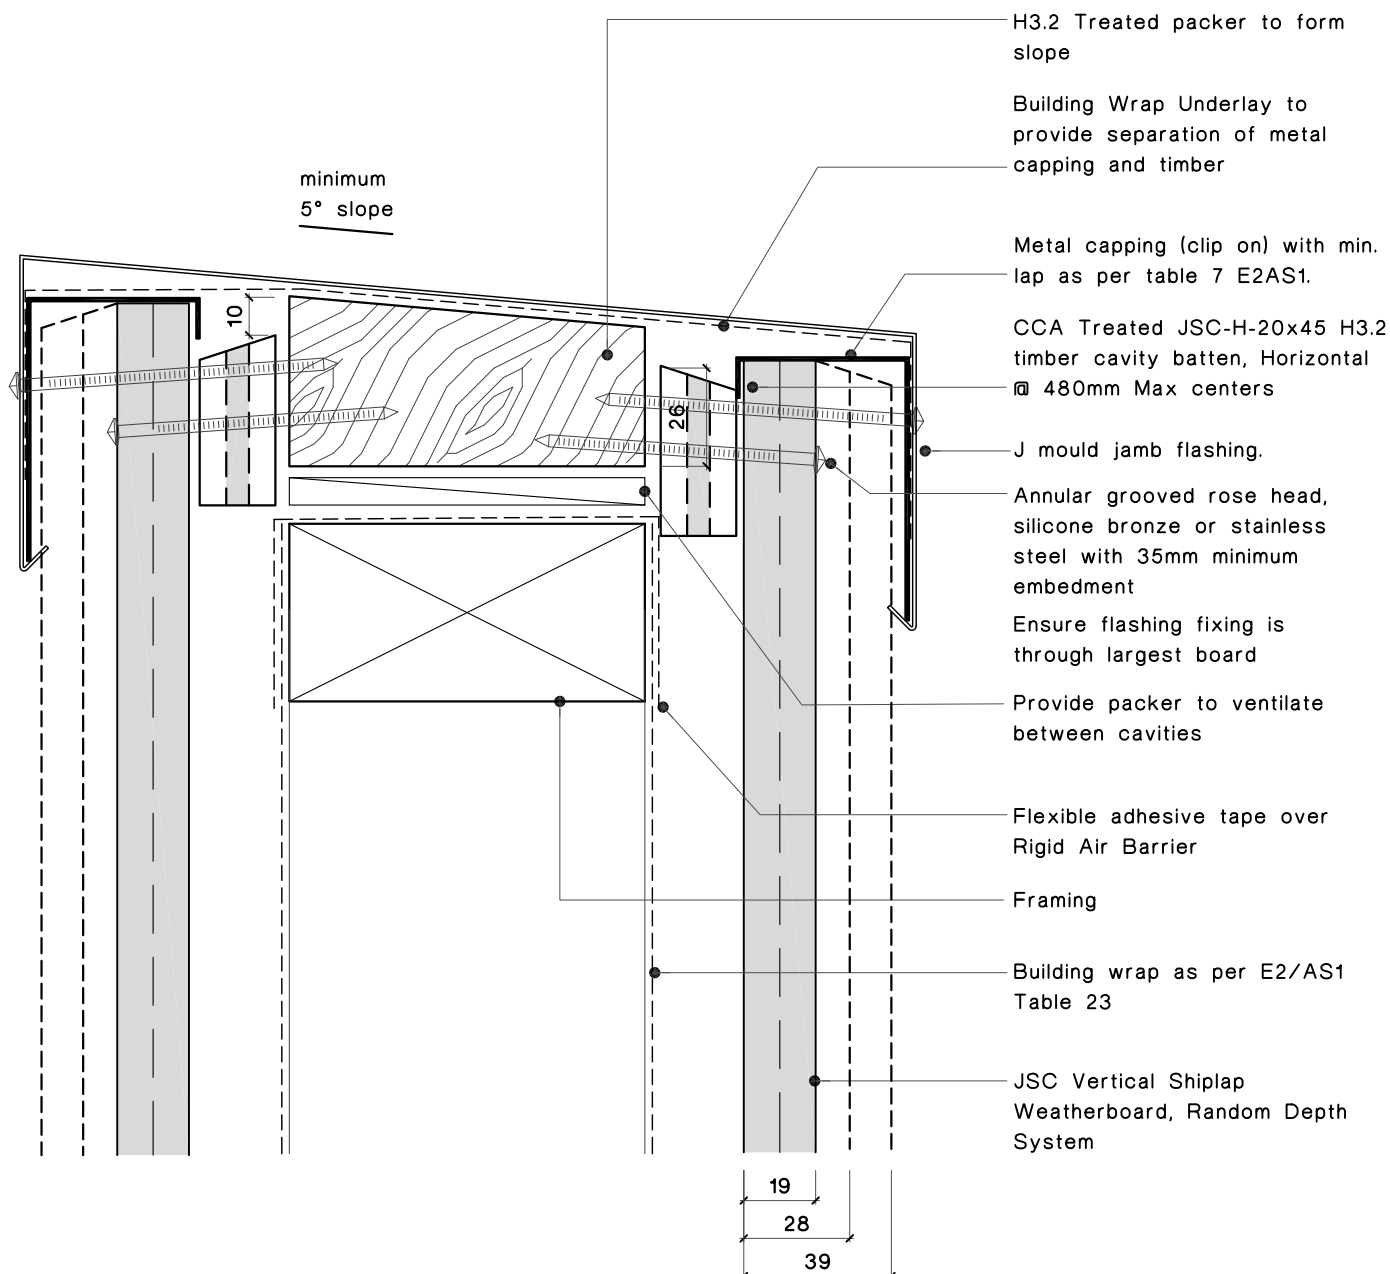 H3.2 Treated packer to form
slope
Building Wrap Underlay to
provide separation of metal
capping and timber
minimum
5° slope
Metal capping (clip on) with min.
lap as per table 7 E2AS1.
10
CCA Treated JSC-H-20x45 H3.2
timber cavity batten, Horizontal
@ 480mm Max centers
26
J mould jamb flashing.
Annular grooved rose head,
silicone bronze or stainless
steel with 35mm minimum
embedment
Ensure flashing fixing is
through largest board
Provide packer to ventilate
between cavities
Flexible adhesive tape over
Rigid Air Barrier
Framing
Building wrap as per E2/AS1
Table 23
JSC Vertical Shiplap
Weatherboard, Random Depth
System
19
28
39